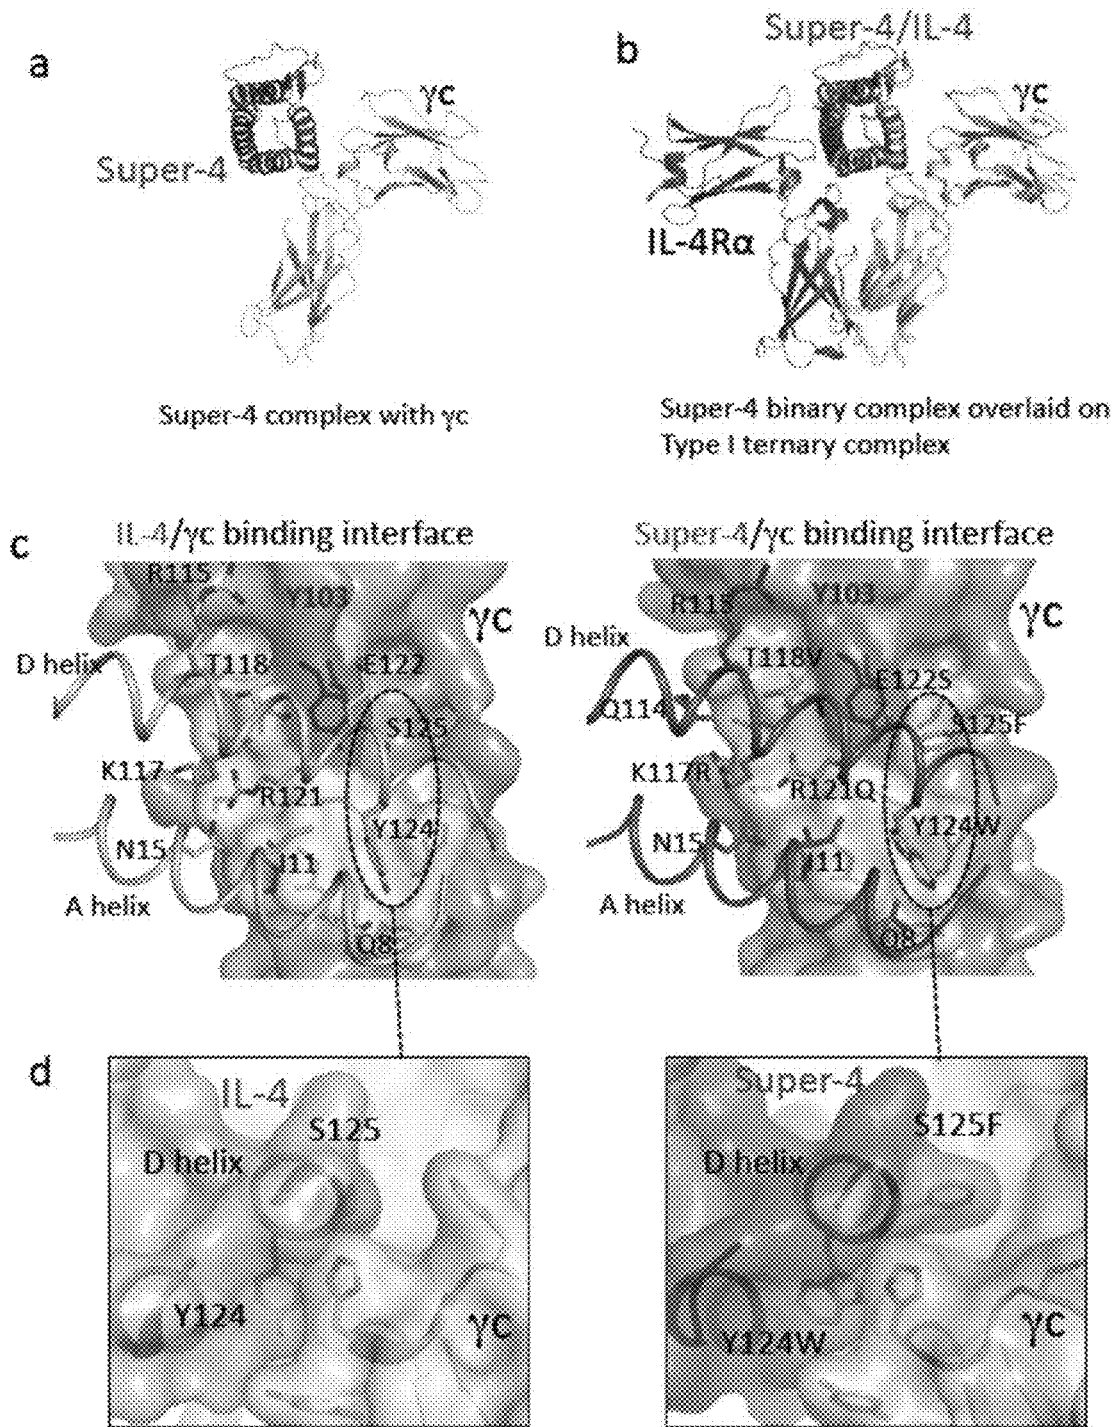 a
Super-4
γc
Super-4 complex with γc
b
Super-4/IL-4
γc
IL-4Rα
Super-4 binary complex overlaid on
Type I ternary complex
c
IL-4/γc binding interface
R115
Y103
γc
D helix
T118
E122
S125
K117
R121
Y124
N15
I11
A helix
Q8
Super-4/γc binding interface
R115
Y103
γc
D helix
T118V
E122S
Q114
S125F
K117R
R121Q
Y124W
N15
I11
A helix
Q8
d
IL-4
S125
D helix
Y124
γc
Super-4
S125F
D helix
Y124W
γc